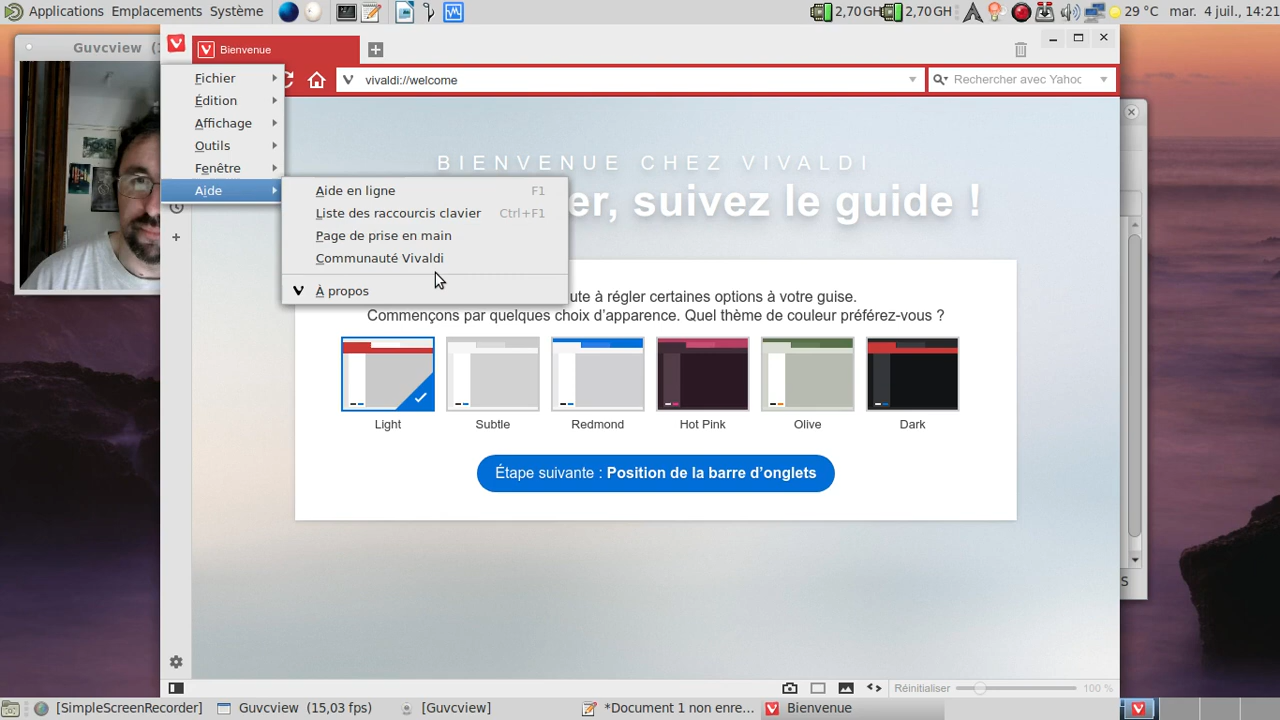 Applications Emplacements Système 2,70 GH 2,70 GH 29 °C mar. 4 juil., 14:21
Guvcview (
Bienvenue
vivaldi://welcome
Rechercher avec Yahoo
Fichier
Édition
Affichage
Outils
Fenêtre
Aide
Aide en ligne F1
Liste des raccourcis clavier Ctrl+F1
Page de prise en main
Communauté Vivaldi
À propos
BIENVENUE CHEZ VIVALDI
er, suivez le guide !
ute à régler certaines options à votre guise.
Commençons par quelques choix d'apparence. Quel thème de couleur préférez-vous ?
Light Subtle Redmond Hot Pink Olive Dark
Étape suivante : Position de la barre d'onglets
Réinitialiser 100 %
[SimpleScreenRecorder] Guvcview (15,03 fps) [Guvcview] *Document 1 non enre... Bienvenue